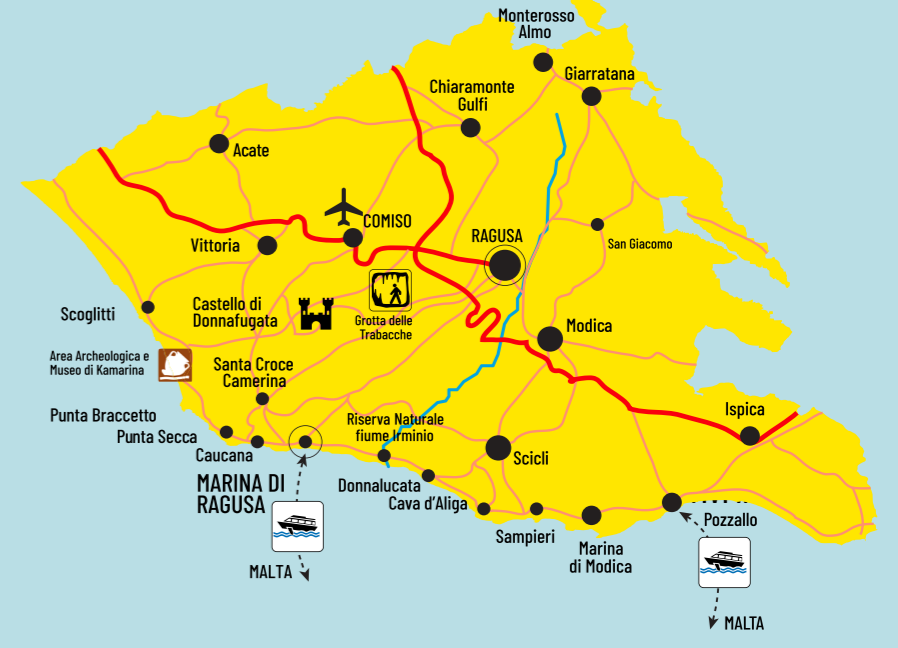 Monterosso
Almo
Giarratana
Chiaramonte
Gulfi
Acate
COMISO
Vittoria
RAGUSA
San Giacomo
Scoglitti
Castello di
Donnafugata
Grotta delle
Trabacche
Modica
Area Archeologica e
Museo di Kamarina
Santa Croce
Camerina
Ispica
Punta Braccetto
Punta Secca
Caucana
Riserva Naturale
fiume Irminio
Scicli
MARINA DI
RAGUSA
Donnalucata
Cava d'Aliga
Sampieri
Marina
di Modica
Pozzallo
MALTA
MALTA